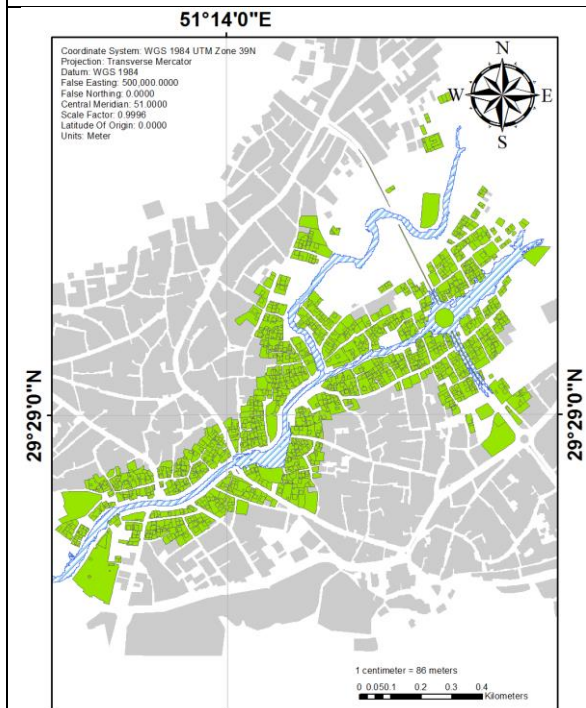 51°14'0"E
Coordinate System: WGS 1984 UTM Zone 39N
Projection: Transverse Mercator
Datum: WGS 1984
False Easting: 500,000.0000
False Northing: 0.0000
Central Meridian: 51.0000
Scale Factor: 0.9996
Latitude Of Origin: 0.0000
Units: Meter
N
W E
S
29°29'0"N 29°29'0"N
1 centimeter = 86 meters
0 0.050.1 0.2 0.3 0.4
Kilometers